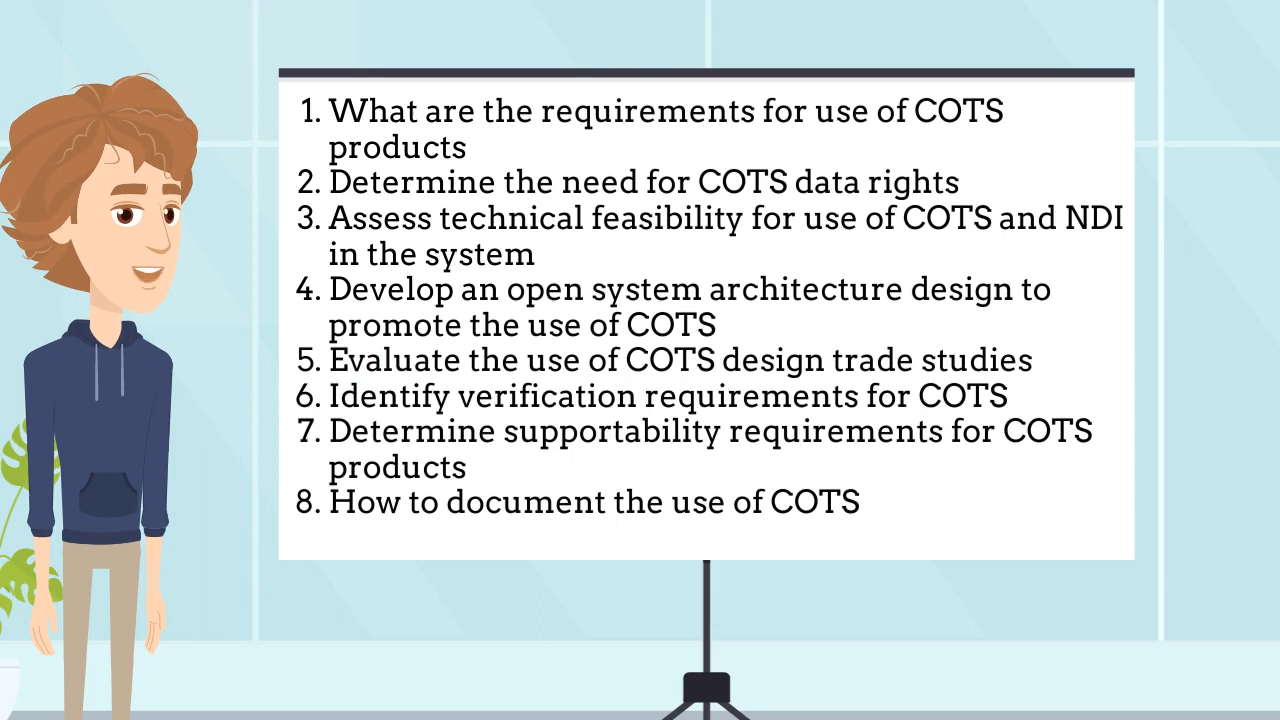 1. What are the requirements for use of COTS
products
2. Determine the need for COTS data rights
3. Assess technical feasibility for use of COTS and NDI
in the system
4. Develop an open system architecture design to
promote the use of COTS
5. Evaluate the use of COTS design trade studies
6. Identify verification requirements for COTS
7. Determine supportability requirements for COTS
products
8. How to document the use of COTS